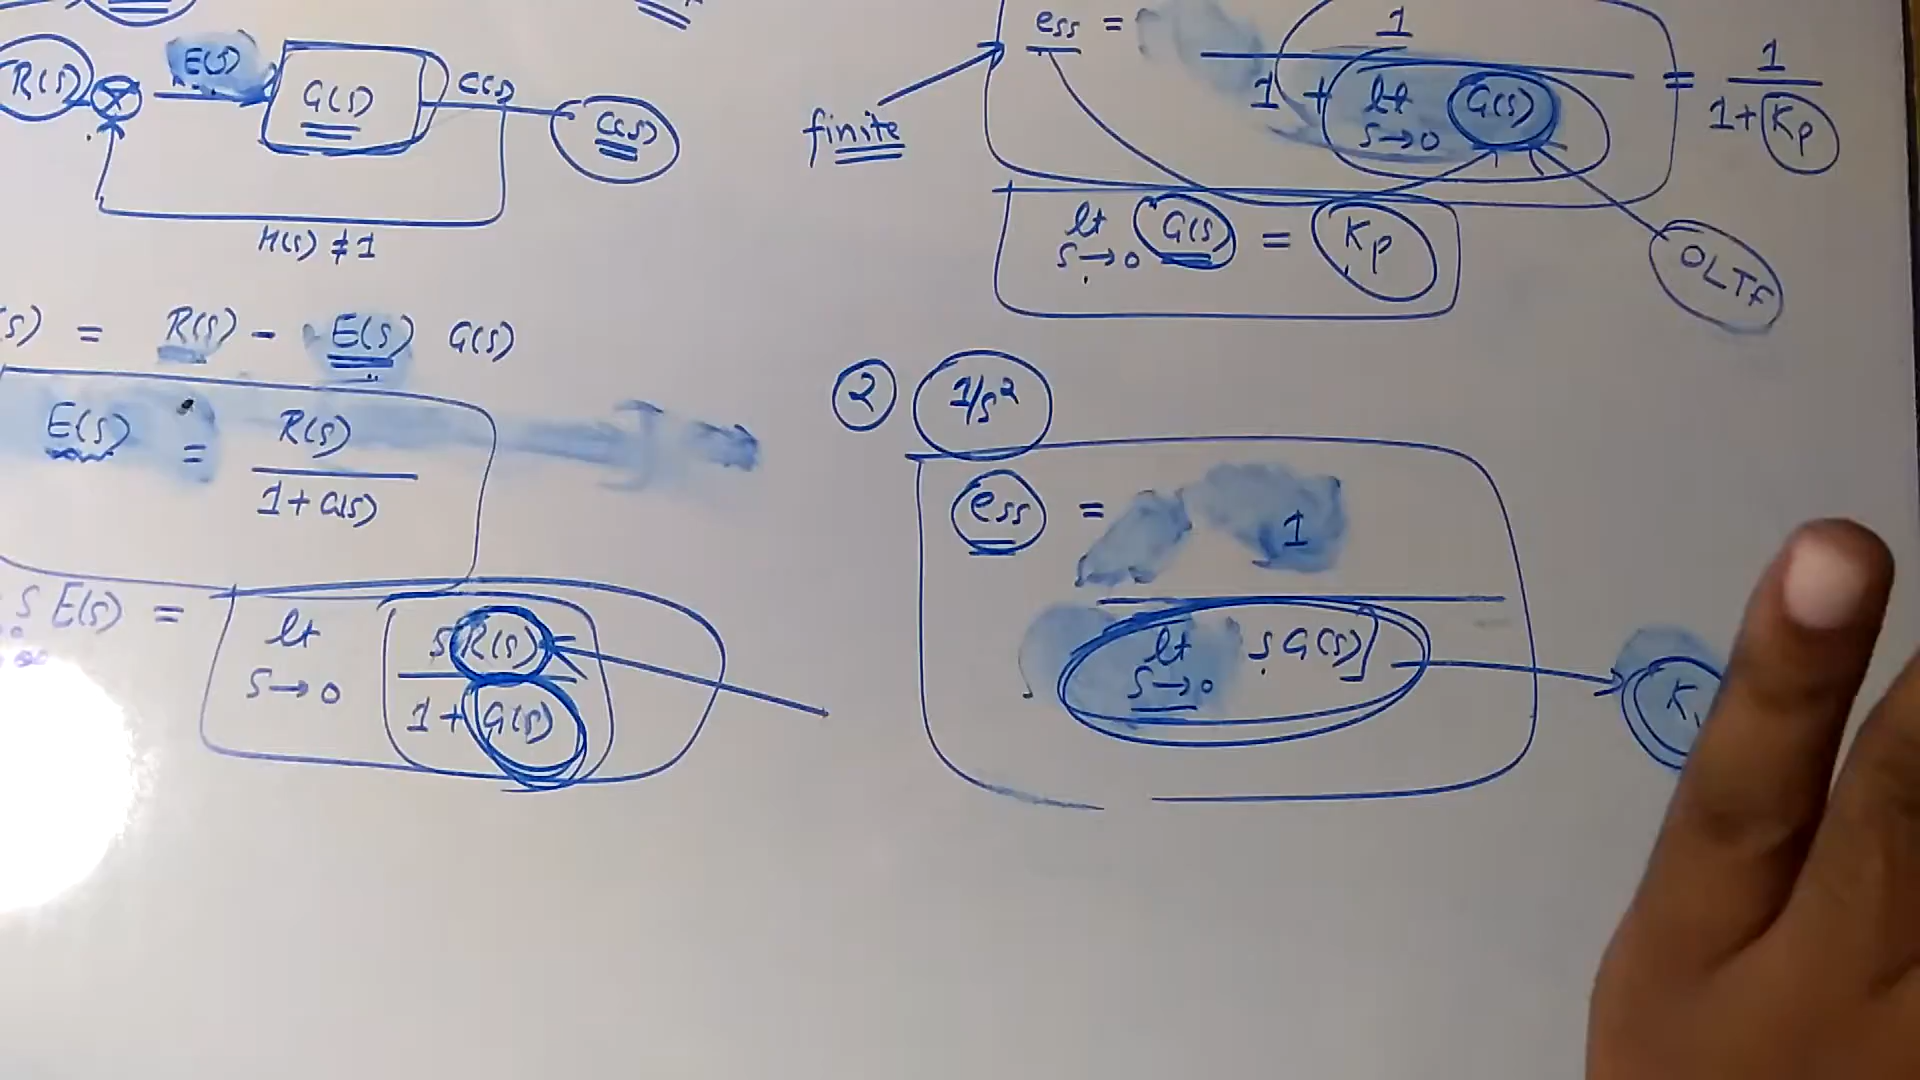 R(s) E(s) G(s) C(s) C(s)
H(s) ≠ 1
(s) = R(s) - E(s) G(s)
E(s) = R(s) / 1+G(s)
s E(s) = lt s→0 sR(s) / 1+G(s)
ess = 1 / 1 + lt s→0 G(s) = 1 / 1+Kp
finite
lt s→0 G(s) = Kp
OLTF
2 1/s²
ess = 1 / lt s→0 s G(s)
K